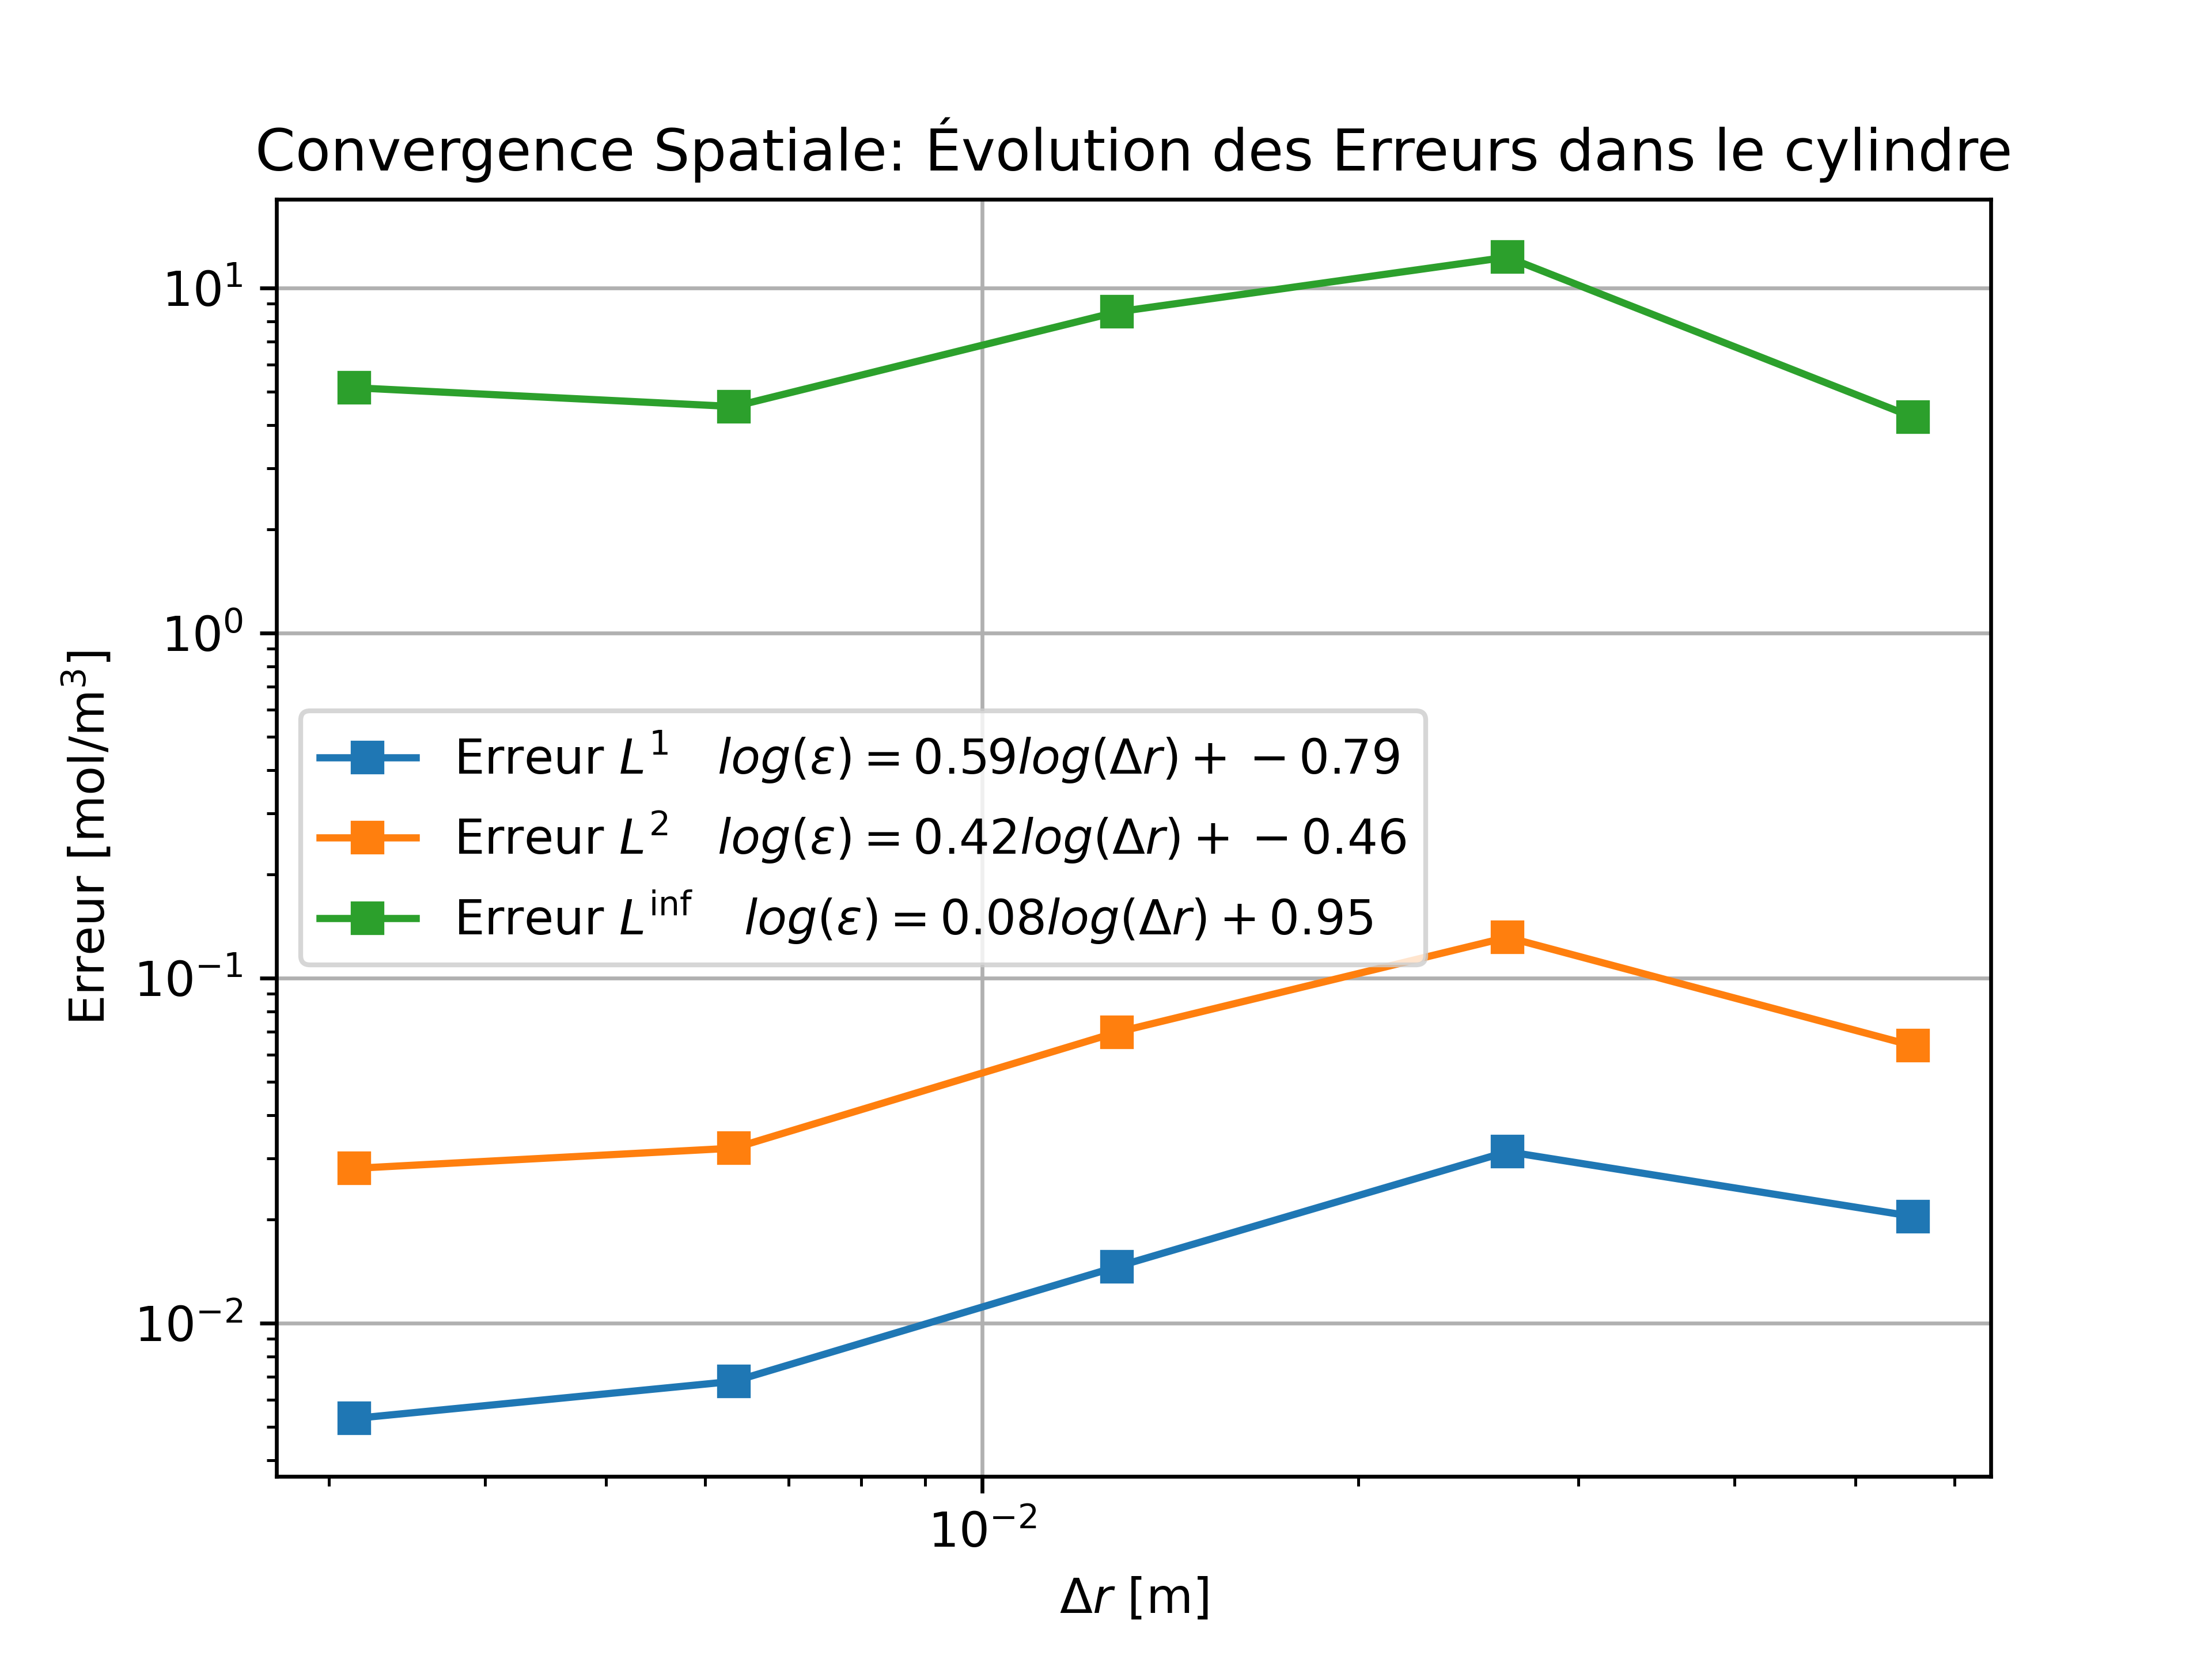 Convergence Spatiale: Évolution des Erreurs dans le cylindre
Erreur [mol/m³]
10¹
10⁰
10⁻¹
10⁻²
Erreur L¹ log(ε) = 0.59log(Δr) + −0.79
Erreur L² log(ε) = 0.42log(Δr) + −0.46
Erreur L^inf log(ε) = 0.08log(Δr) + 0.95
10⁻²
Δr [m]